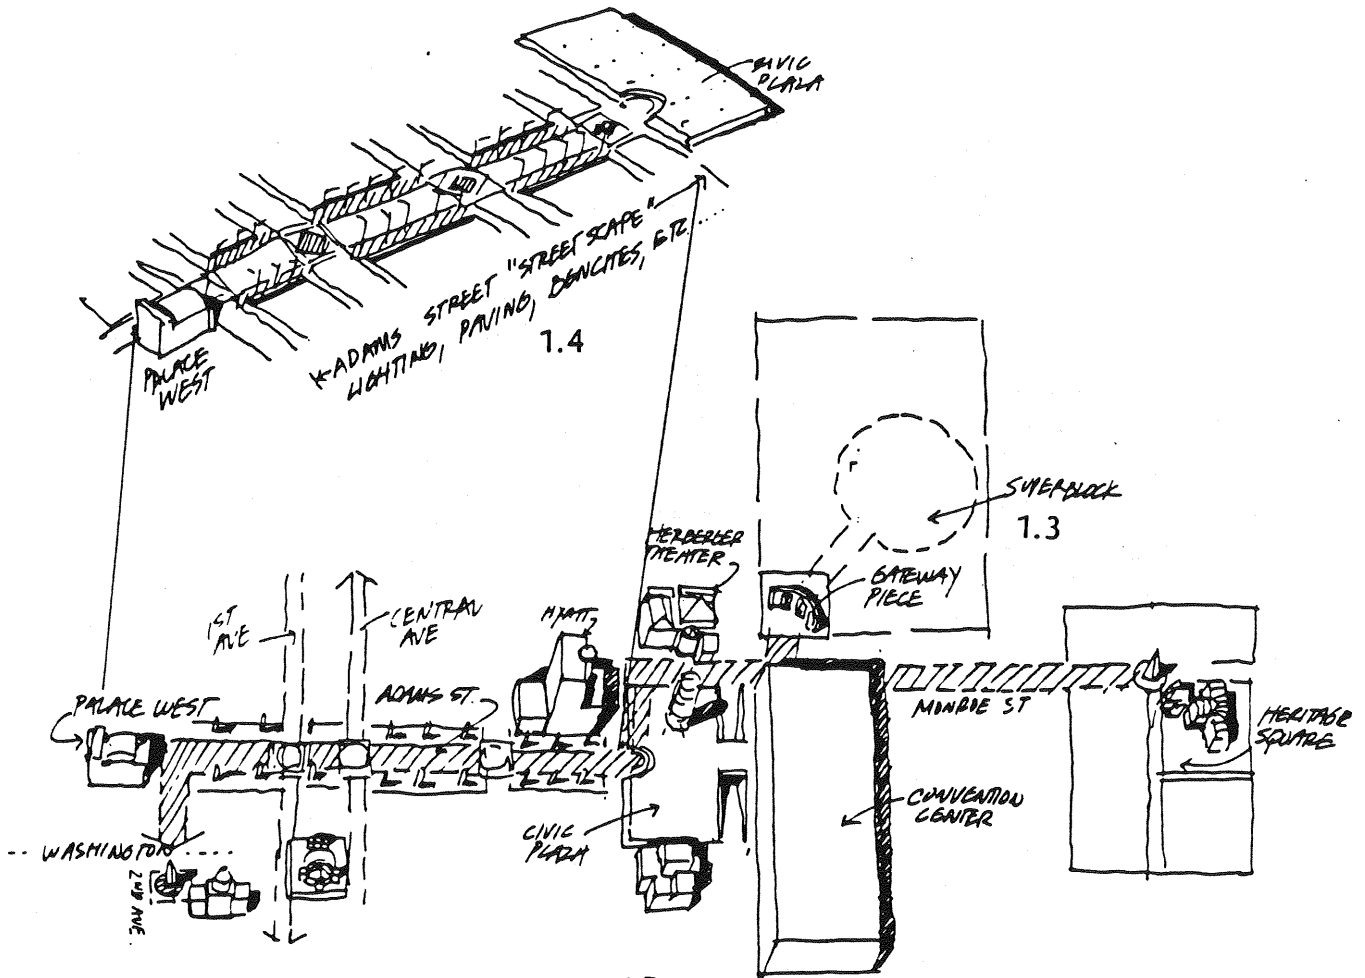 CIVIC
PLAZA
AUTO
PALACE
WEST
*ADAMS STREET "STREETSCAPE"
LIGHTING, PAVING, BENCHES, ETC.....
1.4
SUPERBLOCK
1.3
HERBERGER
THEATER
GATEWAY
PIECE
1ST
AVE
CENTRAL
AVE
HYATT
PALACE WEST
ADAMS ST.
MONROE ST
HERITAGE
SQUARE
CONVENTION
CENTER
CIVIC
PLAZA
.. WASHINGTON .....
2ND AVE.